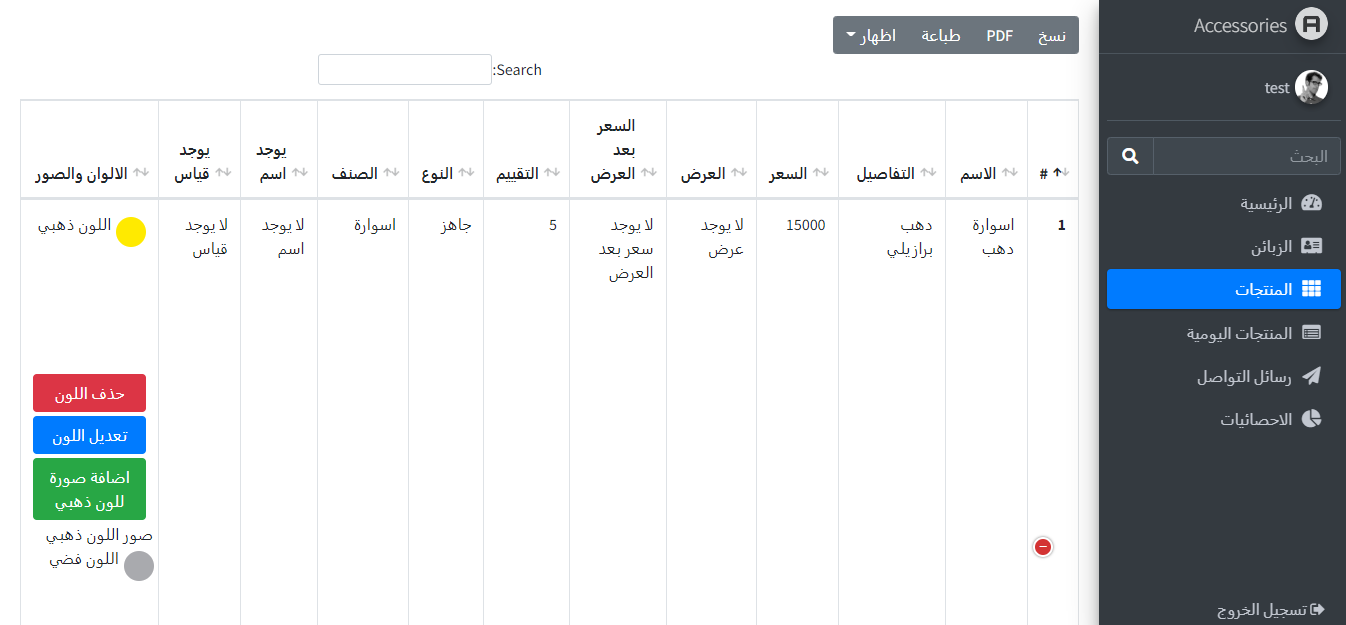 Accessories
test
البحث
الرئيسية
الزبائن
المنتجات
المنتجات اليومية
رسائل التواصل
الاحصائيات
تسجيل الخروج
نسخ PDF طباعة اظهار
Search:
# الاسم التفاصيل السعر العرض السعر بعد العرض التقييم النوع الصنف يوجد اسم يوجد قياس الالوان والصور
1
اسوارة
دهب
دهب
برازيلي
15000
لا يوجد
عرض
لا يوجد
سعر بعد
العرض
5
جاهز
اسوارة
لا يوجد
اسم
لا يوجد
قياس
اللون ذهبي
حذف اللون
تعديل اللون
اضافة صورة
للون ذهبي
صور اللون ذهبي
اللون فضي